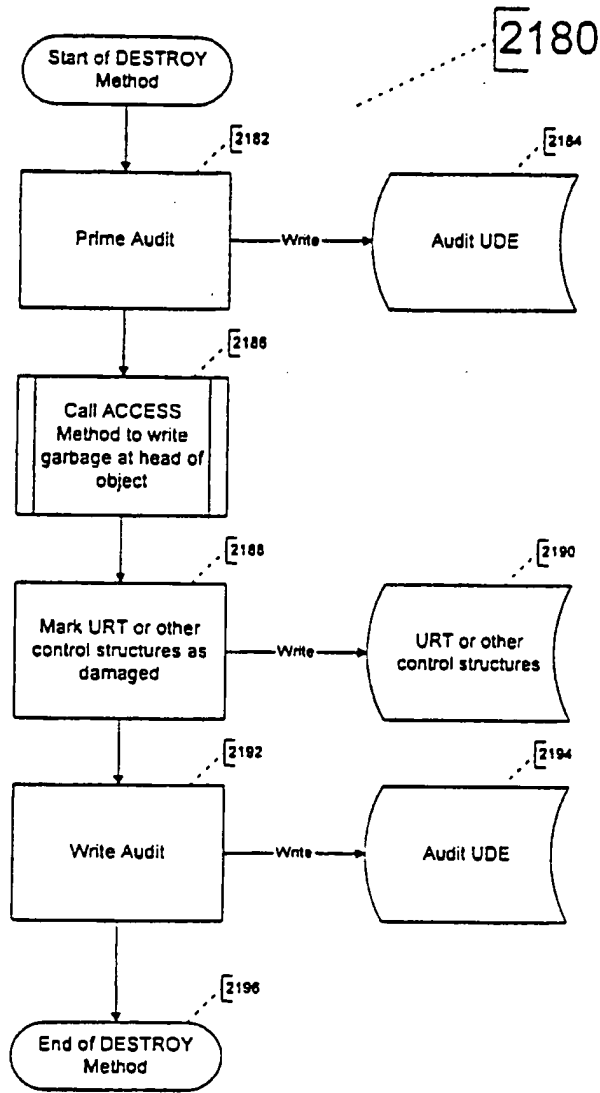 2180
Start of DESTROY
Method
2182
2184
Prime Audit
Write
Audit UDE
2186
Call ACCESS
Method to write
garbage at head of
object
2188
2190
Mark URT or other
control structures as
damaged
Write
URT or other
control structures
2192
2194
Write Audit
Write
Audit UDE
2196
End of DESTROY
Method